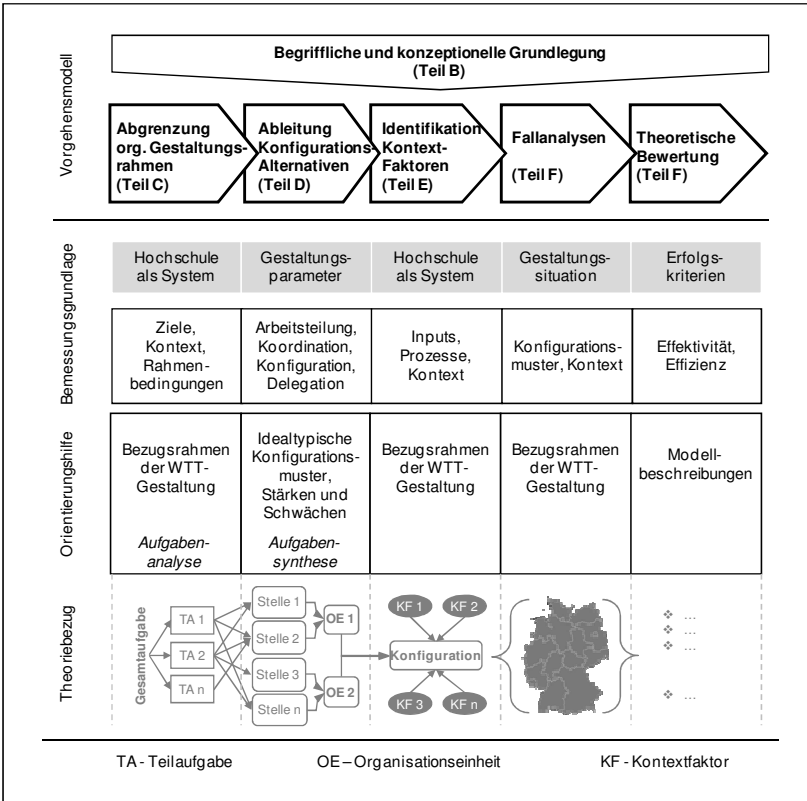 Vorgehensmodell
Begriffliche und konzeptionelle Grundlegung
(Teil B)
Abgrenzung
org. Gestaltungs-
rahmen
(Teil C)
Ableitung
Konfigurations-
Alternativen
(Teil D)
Identifikation
Kontext-
Faktoren
(Teil E)
Fallanalysen
(Teil F)
Theoretische
Bewertung
(Teil F)
Bemessungsgrundlage
Hochschule
als System
Gestaltungs-
parameter
Hochschule
als System
Gestaltungs-
situation
Erfolgs-
kriterien
Ziele,
Kontext,
Rahmen-
bedingungen
Arbeitsteilung,
Koordination,
Konfiguration,
Delegation
Inputs,
Prozesse,
Kontext
Konfigurations-
muster, Kontext
Effektivität,
Effizienz
Orientierungshilfe
Bezugsrahmen
der WTT-
Gestaltung
Aufgaben-
analyse
Idealtypische
Konfigurations-
muster,
Stärken und
Schwächen
Aufgaben-
synthese
Bezugsrahmen
der WTT-
Gestaltung
Bezugsrahmen
der WTT-
Gestaltung
Modell-
beschreibungen
Theoriebezug
Gesamtaufgabe
TA 1
TA 2
TA n
Stelle 1
Stelle 2
Stelle 3
Stelle n
OE 1
OE 2
KF 1
KF 2
Konfiguration
KF 3
KF n
❖ ...
❖ ...
❖ ...
❖ ...
TA - Teilaufgabe
OE – Organisationseinheit
KF - Kontextfaktor